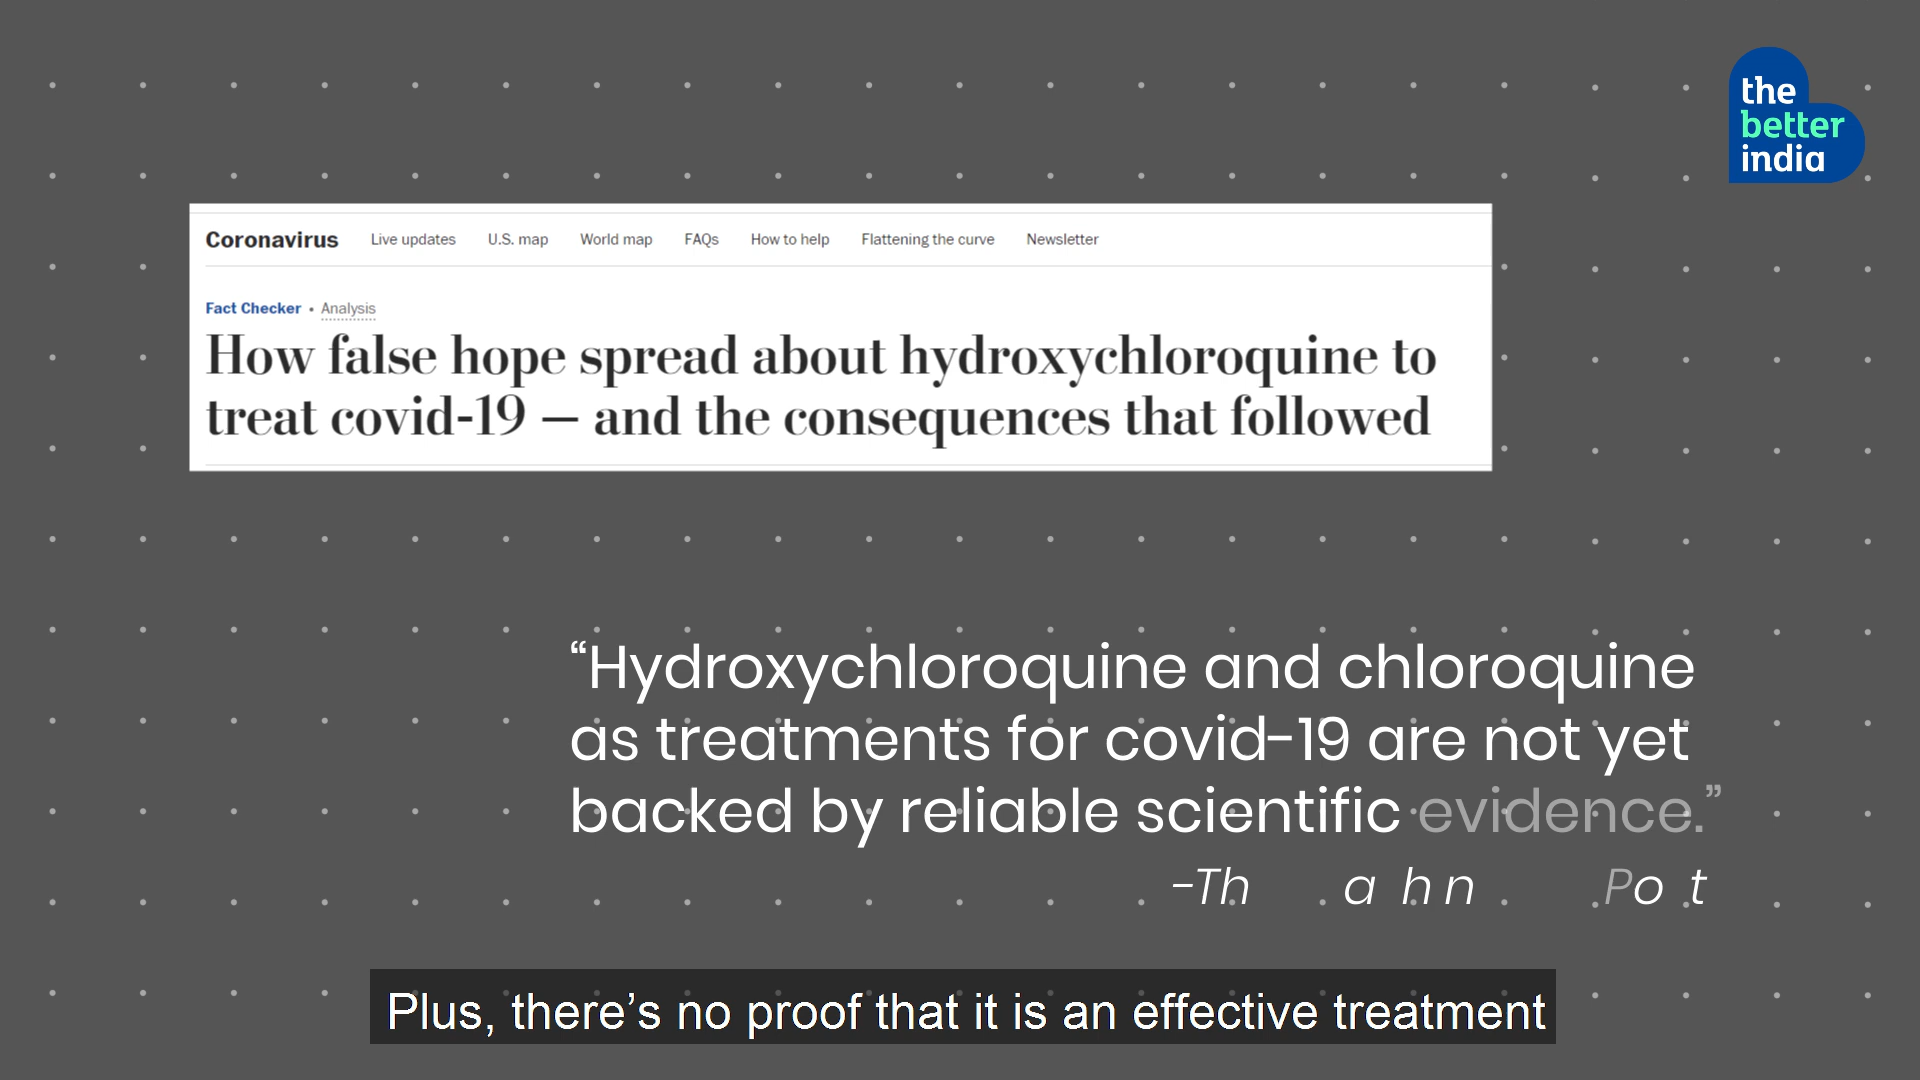 the
better
india
Coronavirus Live updates U.S. map World map FAQs How to help Flattening the curve Newsletter
Fact Checker • Analysis
How false hope spread about hydroxychloroquine to
treat covid-19 — and the consequences that followed
“Hydroxychloroquine and chloroquine
as treatments for covid-19 are not yet
backed by reliable scientific evidence.”
-Th a h n Po t
Plus, there’s no proof that it is an effective treatment